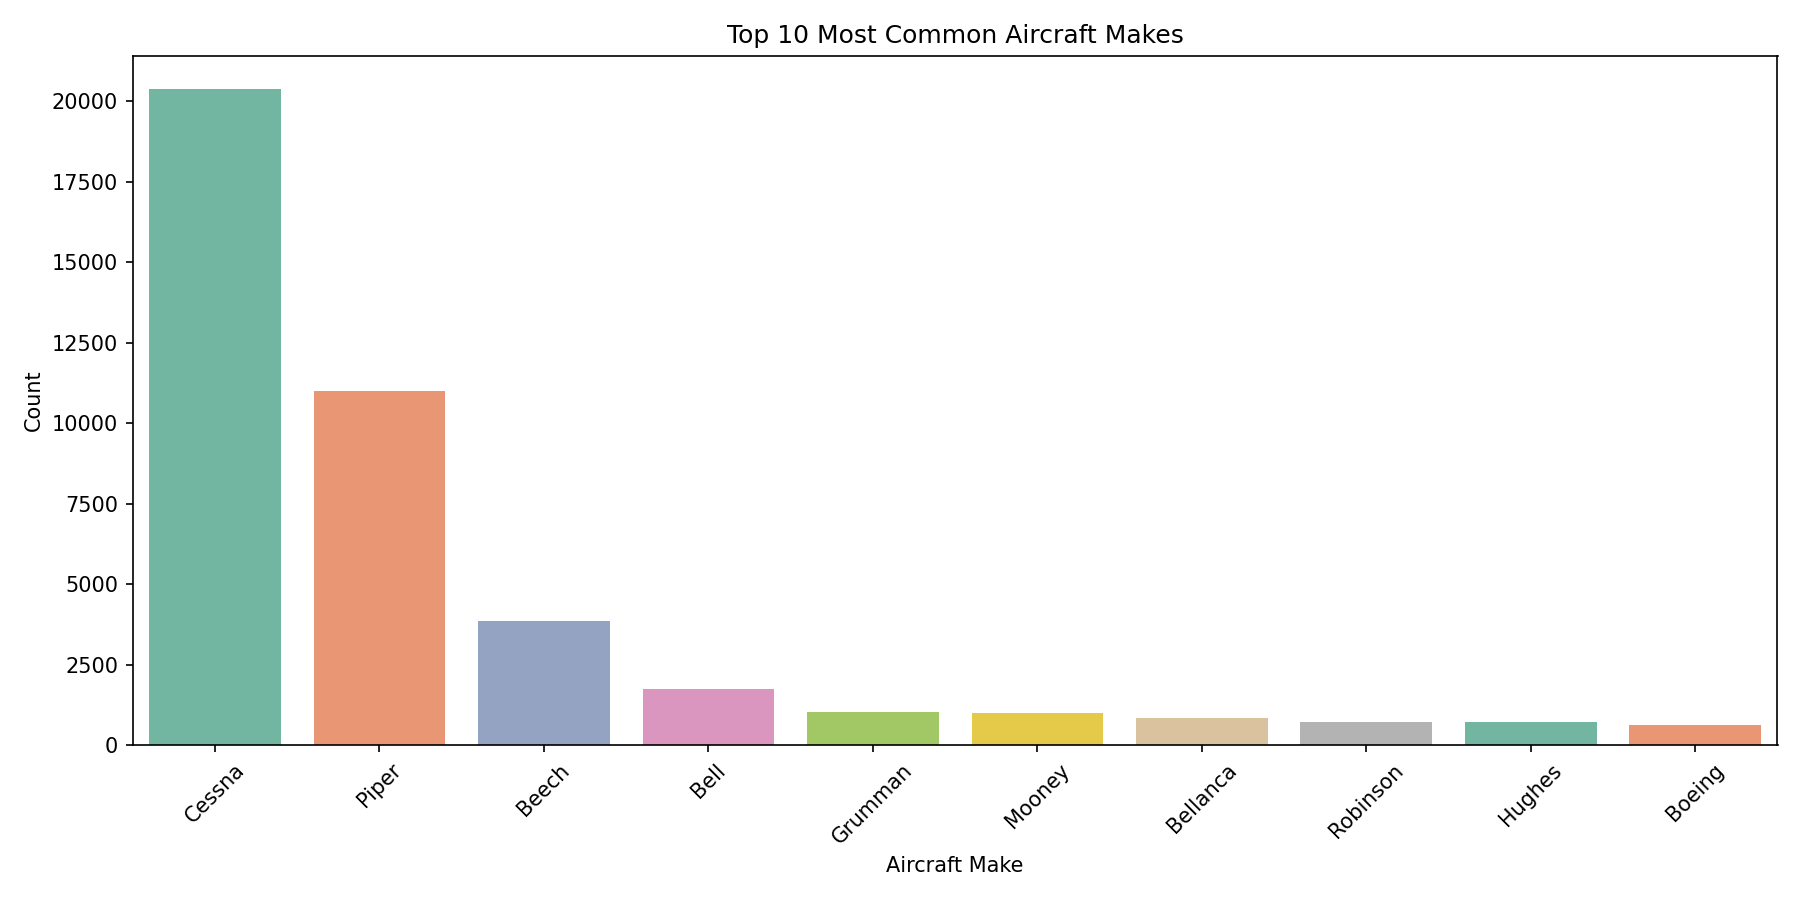 Top 10 Most Common Aircraft Makes
20000
17500
15000
12500
10000
7500
5000
2500
0
Count
Cessna
Piper
Beech
Bell
Grumman
Mooney
Bellanca
Robinson
Hughes
Boeing
Aircraft Make